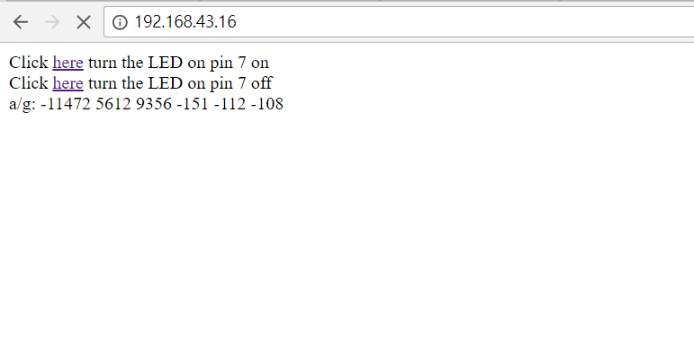 192.168.43.16
Click here turn the LED on pin 7 on
Click here turn the LED on pin 7 off
a/g: -11472 5612 9356 -151 -112 -108